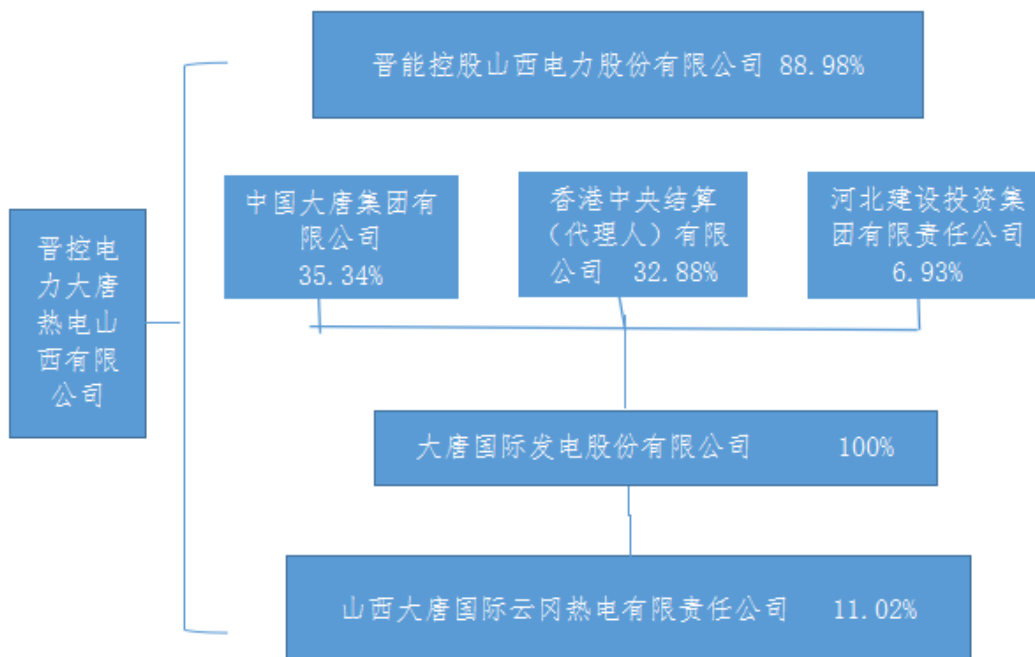 晋能控股山西电力股份有限公司 88.98%
中国大唐集团有
限公司
35.34%
香港中央结算
（代理人）有限
公司 32.88%
河北建设投资集
团有限责任公司
6.93%
晋控电
力大唐
热电山
西有限
公司
大唐国际发电股份有限公司 100%
山西大唐国际云冈热电有限责任公司 11.02%